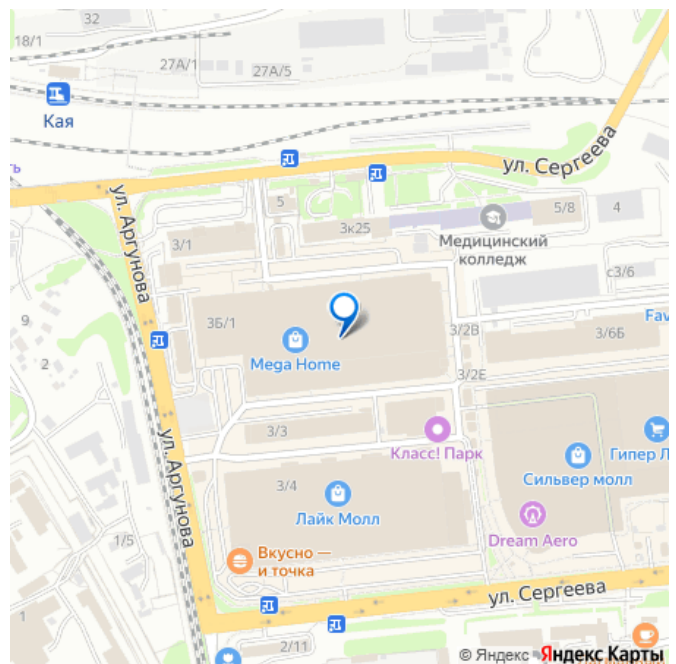 32
18/1
27А/1
27А/5
Кая
ул. Сергеева
ть
5
ул. Аргунова
3к25
5/8
4
3/1
Медицинский
колледж
с3/6
9
3Б/1
3/2В
Fav
3/6Б
2
Mega Home
3/2Е
ул. Аргунова
3/3
Класс! Парк
Гипер Л
Сильвер молл
3/4
Лайк Молл
1/5
Dream Aero
Вкусно —
и точка
ул. Сергеева
1
2/11
© Яндекс Яндекс Карты